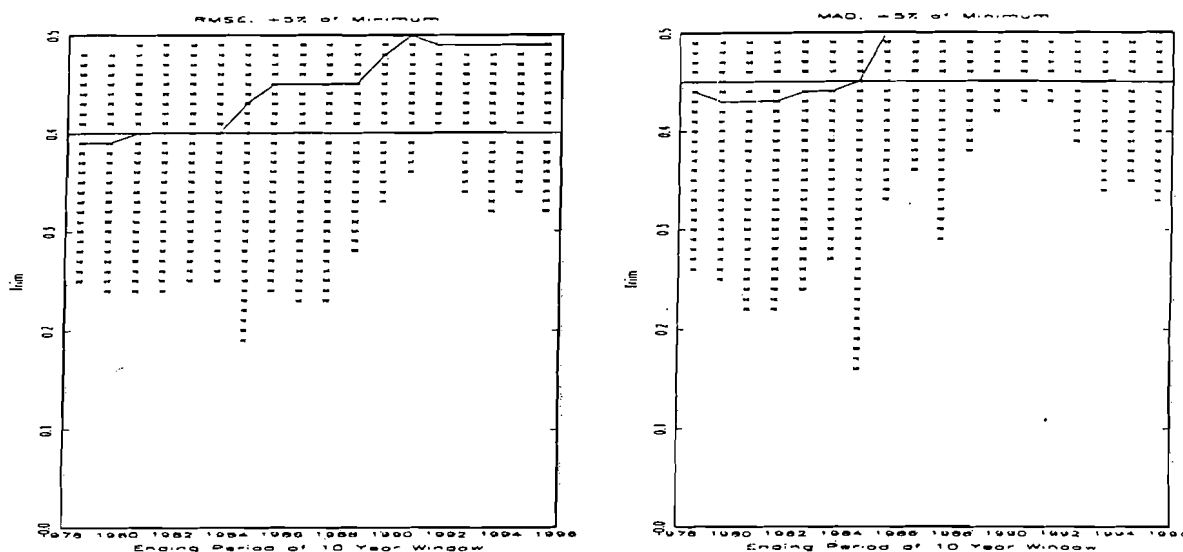 RMSE, +5% of Minimum
0.5
0.4
0.3
0.2
0.1
-0.0
Trim
1978 1980 1982 1984 1986 1988 1990 1992 1994 1996
Ending Period of 10 Year Window
MAD, +5% of Minimum
0.5
0.4
0.3
0.2
0.1
-0.0
Trim
1978 1980 1982 1984 1986 1988 1990 1992 1994 1996
Ending Period of 10 Year Window